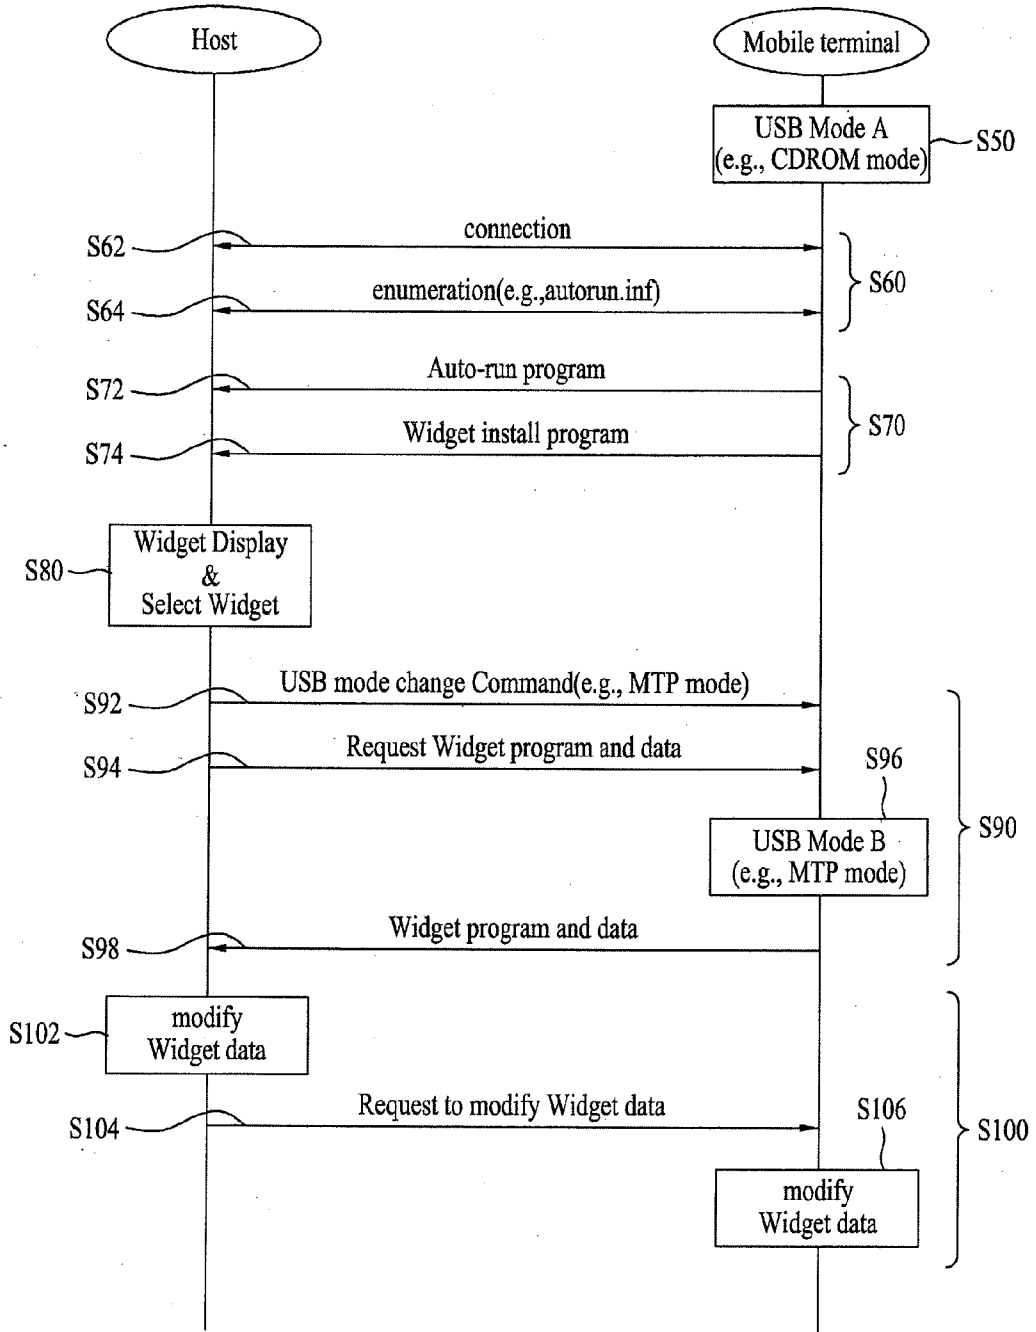 Host
Mobile terminal
USB Mode A
(e.g., CDROM mode)
S50
connection
S62
S60
enumeration(e.g.,autorun.inf)
S64
Auto-run program
S72
S70
Widget install program
S74
Widget Display
&
Select Widget
S80
USB mode change Command(e.g., MTP mode)
S92
Request Widget program and data
S94
S96
USB Mode B
(e.g., MTP mode)
S90
Widget program and data
S98
modify
Widget data
S102
Request to modify Widget data
S104
S106
S100
modify
Widget data